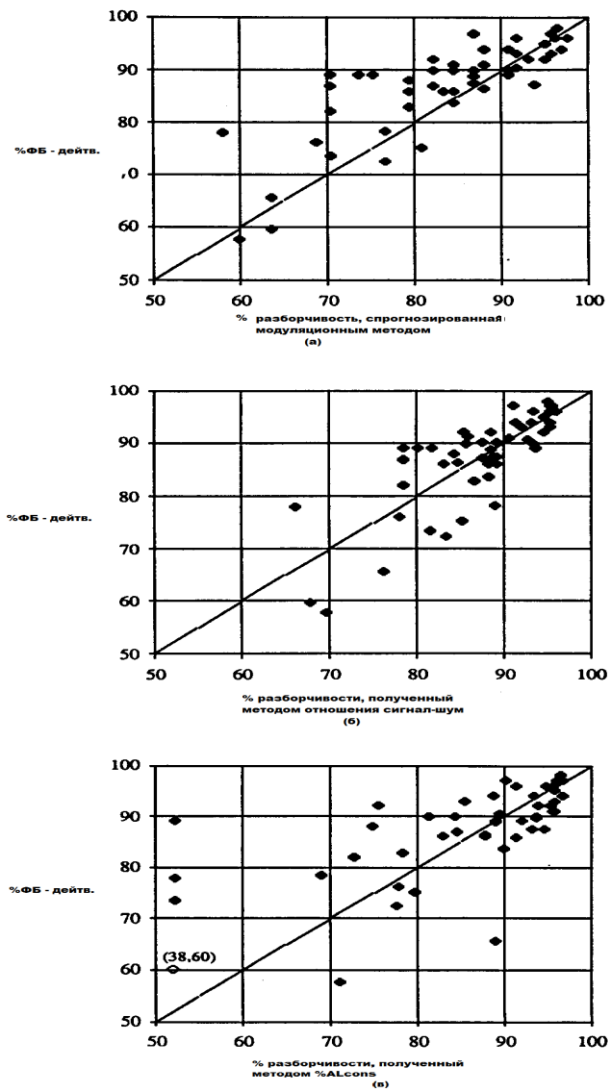 100
90
80
%ФБ - дейтв.
,0
60
50
50 60 70 80 90 100
% разборчивость, спрогнозированная
модуляционным методом
(а)
100
90
80
%ФБ - дейтв.
70
60
50
50 60 70 80 90 100
% разборчивости, полученный
методом отношения сигнал-шум
(б)
100
90
80
%ФБ - дейтв.
70
(38,60)
60
50
50 60 70 80 90 100
% разборчивости, полученный
методом %ALcons
(в)